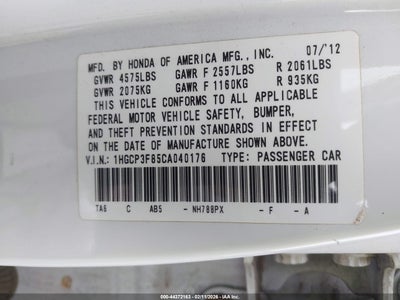 MFD. BY HONDA OF AMERICA MFG., INC. 07/12
GVWR 4575LBS GAWR F 2557LBS R 2061LBS
GVWR 2075KG GAWR F 1160KG R 935KG
THIS VEHICLE CONFORMS TO ALL APPLICABLE
FEDERAL MOTOR VEHICLE SAFETY, BUMPER,
AND THEFT PREVENTION STANDARDS IN EFFECT
ON THE DATE OF MANUFACTURE SHOWN ABOVE.
V.I.N: 1HGCP3F85CA040176 TYPE: PASSENGER CAR
TA6 C AB5 - NH788PX - F - A
000-44372163 - 02/11/2026 - IAA Inc.